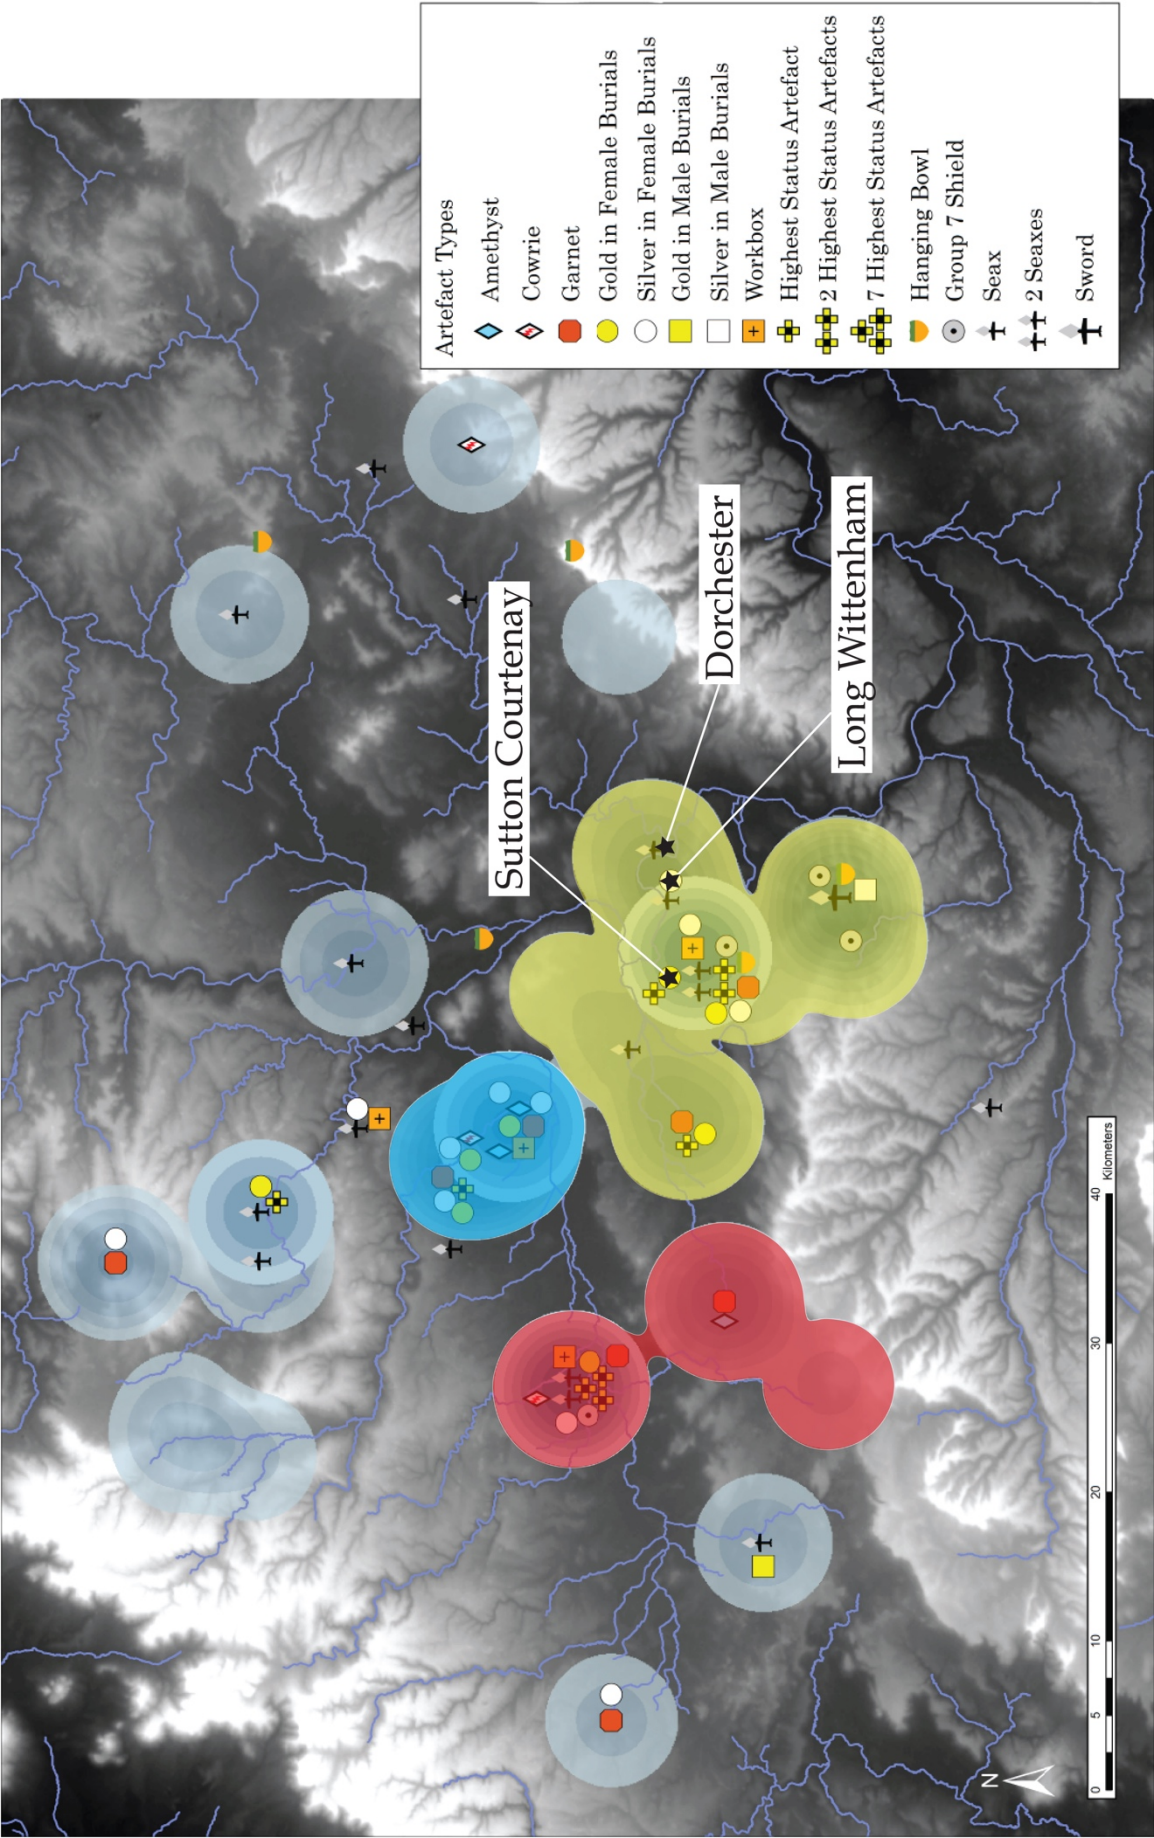 Sutton Courtenay
Dorchester
Long Wittenham
Artefact Types
Amethyst
Cowrie
Garnet
Gold in Female Burials
Silver in Female Burials
Gold in Male Burials
Silver in Male Burials
Workbox
Highest Status Artefact
2 Highest Status Artefacts
7 Highest Status Artefacts
Hanging Bowl
Group 7 Shield
Seax
2 Seaxes
Sword
N
0 5 10 20 30 40
Kilometers